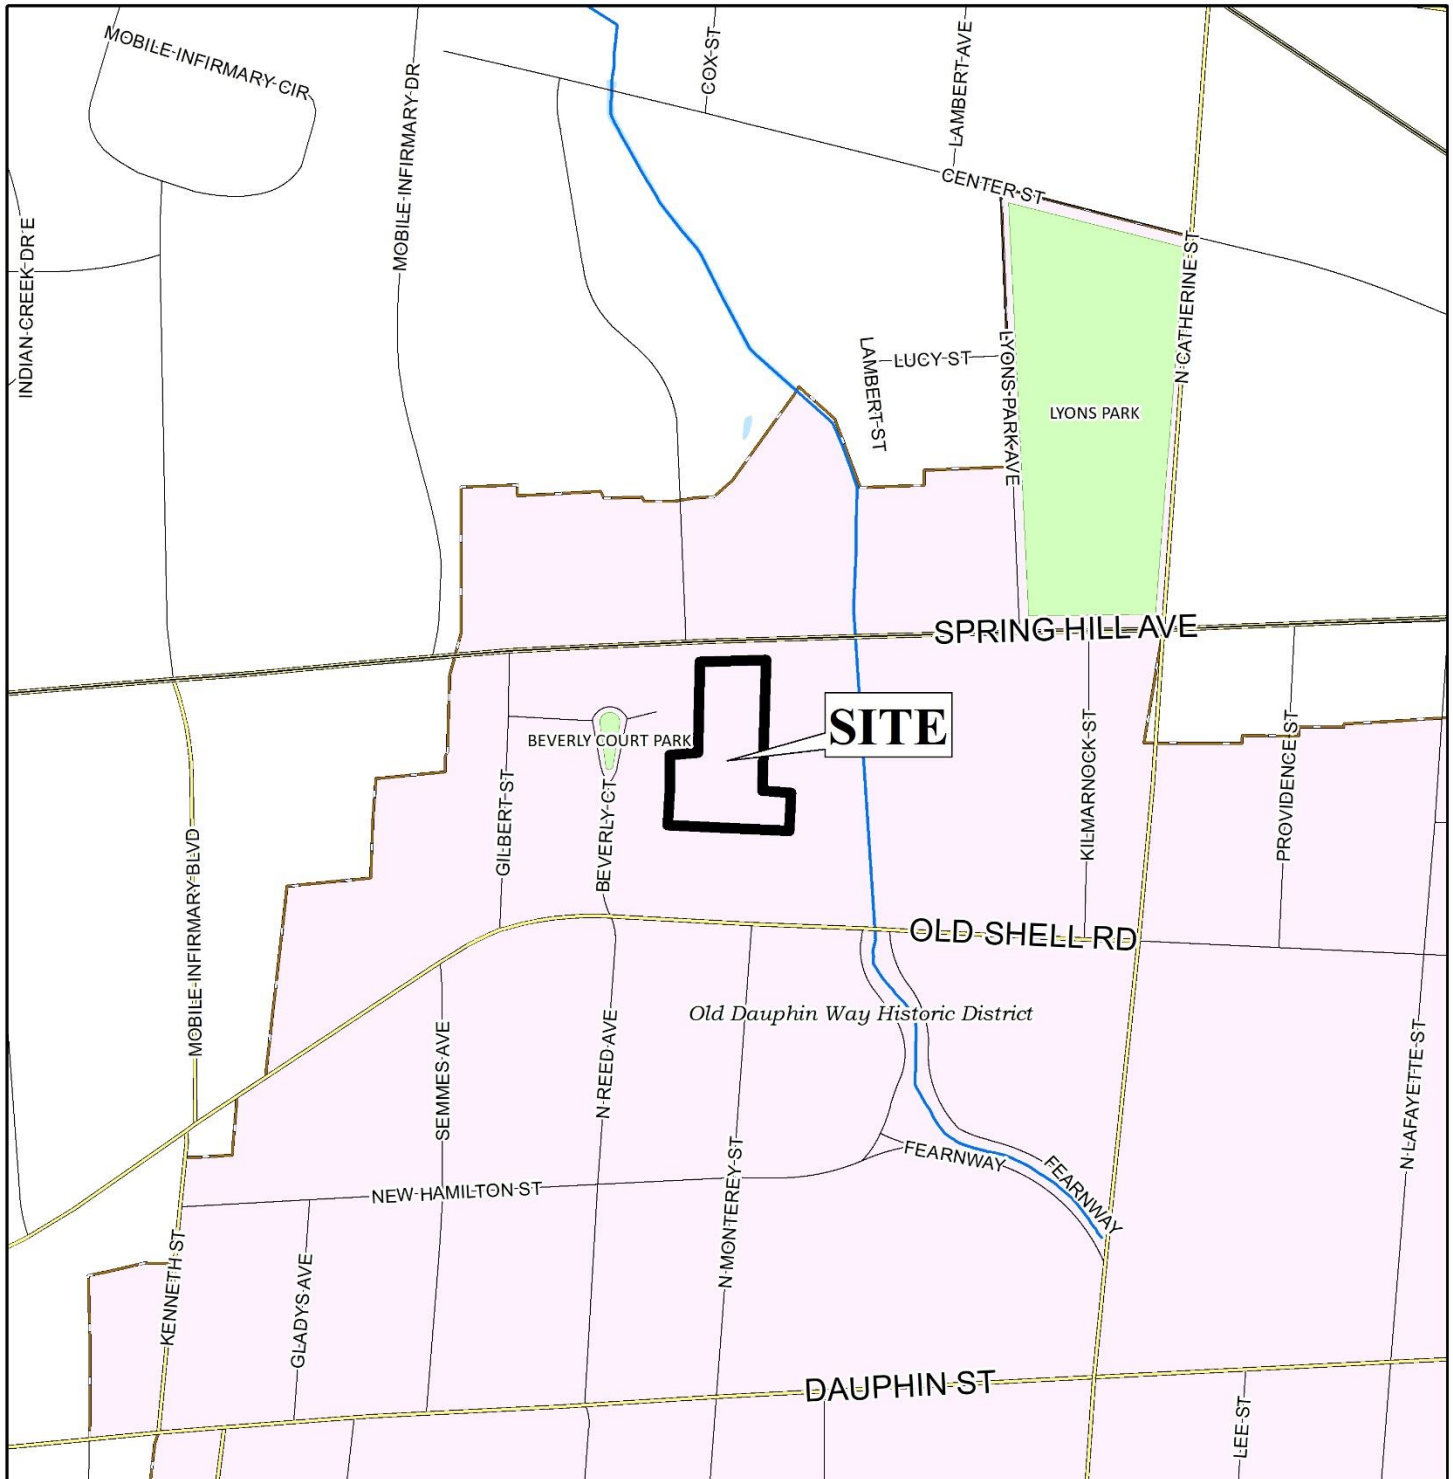 MOBILE INFIRMARY CIR
MOBILE INFIRMARY DR
COX ST
LAMBERT AVE
CENTER ST
INDIAN CREEK DR E
N CATHERINE ST
LAMBERT ST
LUCY ST
LYONS PARK AVE
LYONS PARK
SPRING HILL AVE
SITE
BEVERLY COURT PARK
GILBERT ST
BEVERLY CT
KILMARNOCK ST
PROVIDENCE ST
MOBILE INFIRMARY BLVD
OLD SHELL RD
Old Dauphin Way Historic District
SEMMES AVE
N REED AVE
N MONTEREY ST
N LAFAYETTE ST
FEARNWAY
FEARNWAY
NEW HAMILTON ST
KENNETH ST
GLADYS AVE
DAUPHIN ST
LEE ST